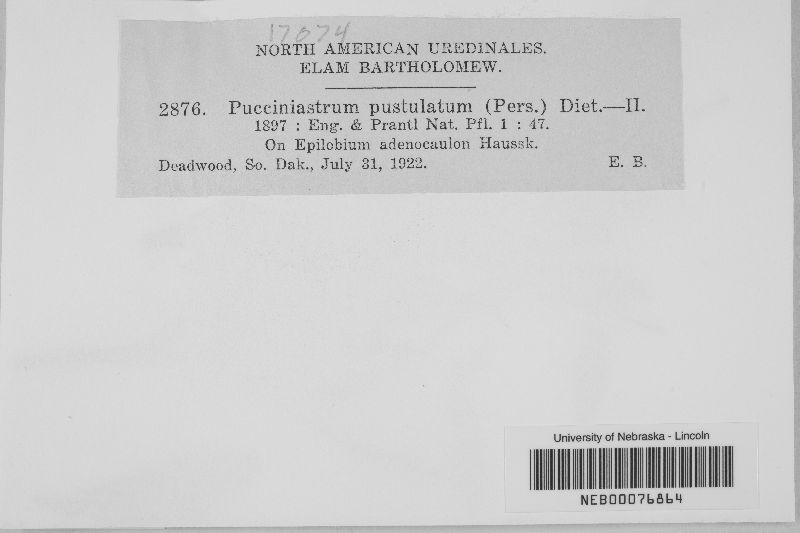 17674
NORTH AMERICAN UREDINALES.
ELAM BARTHOLOMEW.
2876. Pucciniastrum pustulatum (Pers.) Diet.—II.
1897 : Eng. & Prantl Nat. Pfl. 1 : 47.
On Epilobium adenocaulon Haussk.
Deadwood, So. Dak., July 31, 1922. E. B.
University of Nebraska - Lincoln
NEB00076864